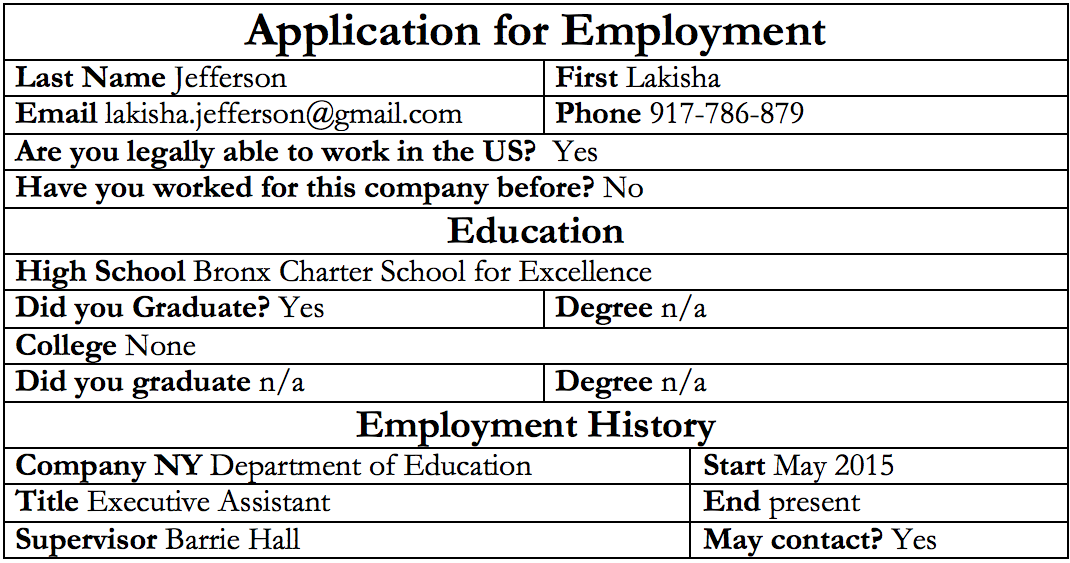 Application for Employment
Last Name Jefferson First Lakisha
Email lakisha.jefferson@gmail.com Phone 917-786-879
Are you legally able to work in the US? Yes
Have you worked for this company before? No
Education
High School Bronx Charter School for Excellence
Did you Graduate? Yes Degree n/a
College None
Did you graduate n/a Degree n/a
Employment History
Company NY Department of Education Start May 2015
Title Executive Assistant End present
Supervisor Barrie Hall May contact? Yes